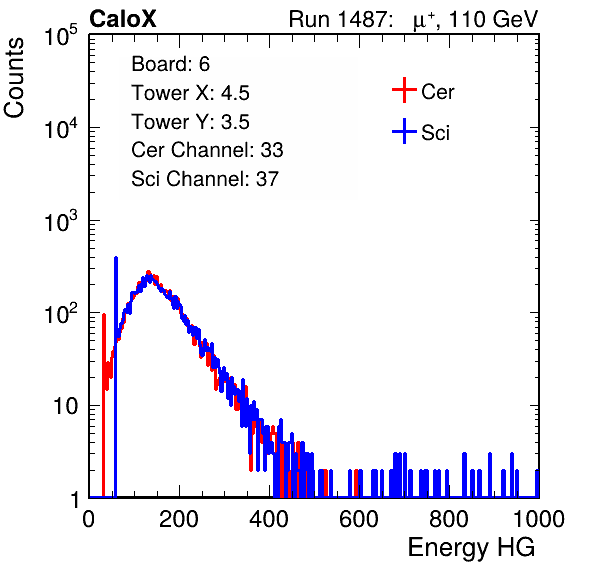 CaloX Run 1487: μ⁺, 110 GeV
Counts
10⁵
10⁴
10³
10²
10
1
Board: 6
Tower X: 4.5
Tower Y: 3.5
Cer Channel: 33
Sci Channel: 37
Cer
Sci
0 200 400 600 800 1000
Energy HG